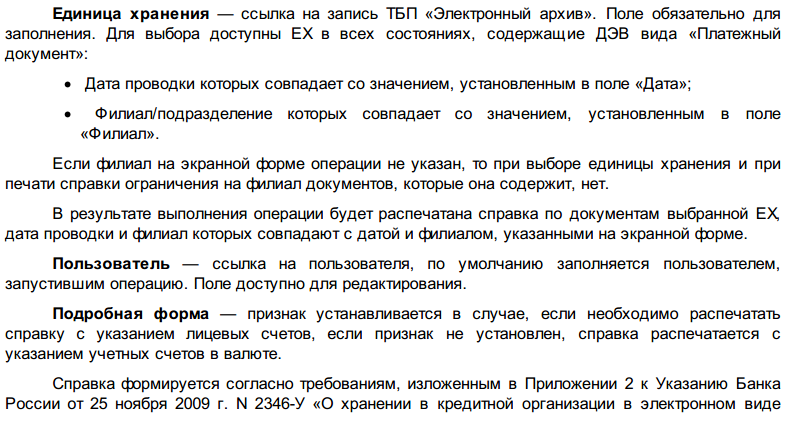 Единица хранения — ссылка на запись ТБП «Электронный архив». Поле обязательно для
заполнения. Для выбора доступны ЕХ в всех состояниях, содержащие ДЭВ вида «Платежный
документ»:
• Дата проводки которых совпадает со значением, установленным в поле «Дата»;
• Филиал/подразделение которых совпадает со значением, установленным в поле
«Филиал».
Если филиал на экранной форме операции не указан, то при выборе единицы хранения и при
печати справки ограничения на филиал документов, которые она содержит, нет.
В результате выполнения операции будет распечатана справка по документам выбранной ЕХ,
дата проводки и филиал которых совпадают с датой и филиалом, указанными на экранной форме.
Пользователь — ссылка на пользователя, по умолчанию заполняется пользователем,
запустившим операцию. Поле доступно для редактирования.
Подробная форма — признак устанавливается в случае, если необходимо распечатать
справку с указанием лицевых счетов, если признак не установлен, справка распечатается с
указанием учетных счетов в валюте.
Справка формируется согласно требованиям, изложенным в Приложении 2 к Указанию Банка
России от 25 ноября 2009 г. N 2346-У «О хранении в кредитной организации в электронном виде